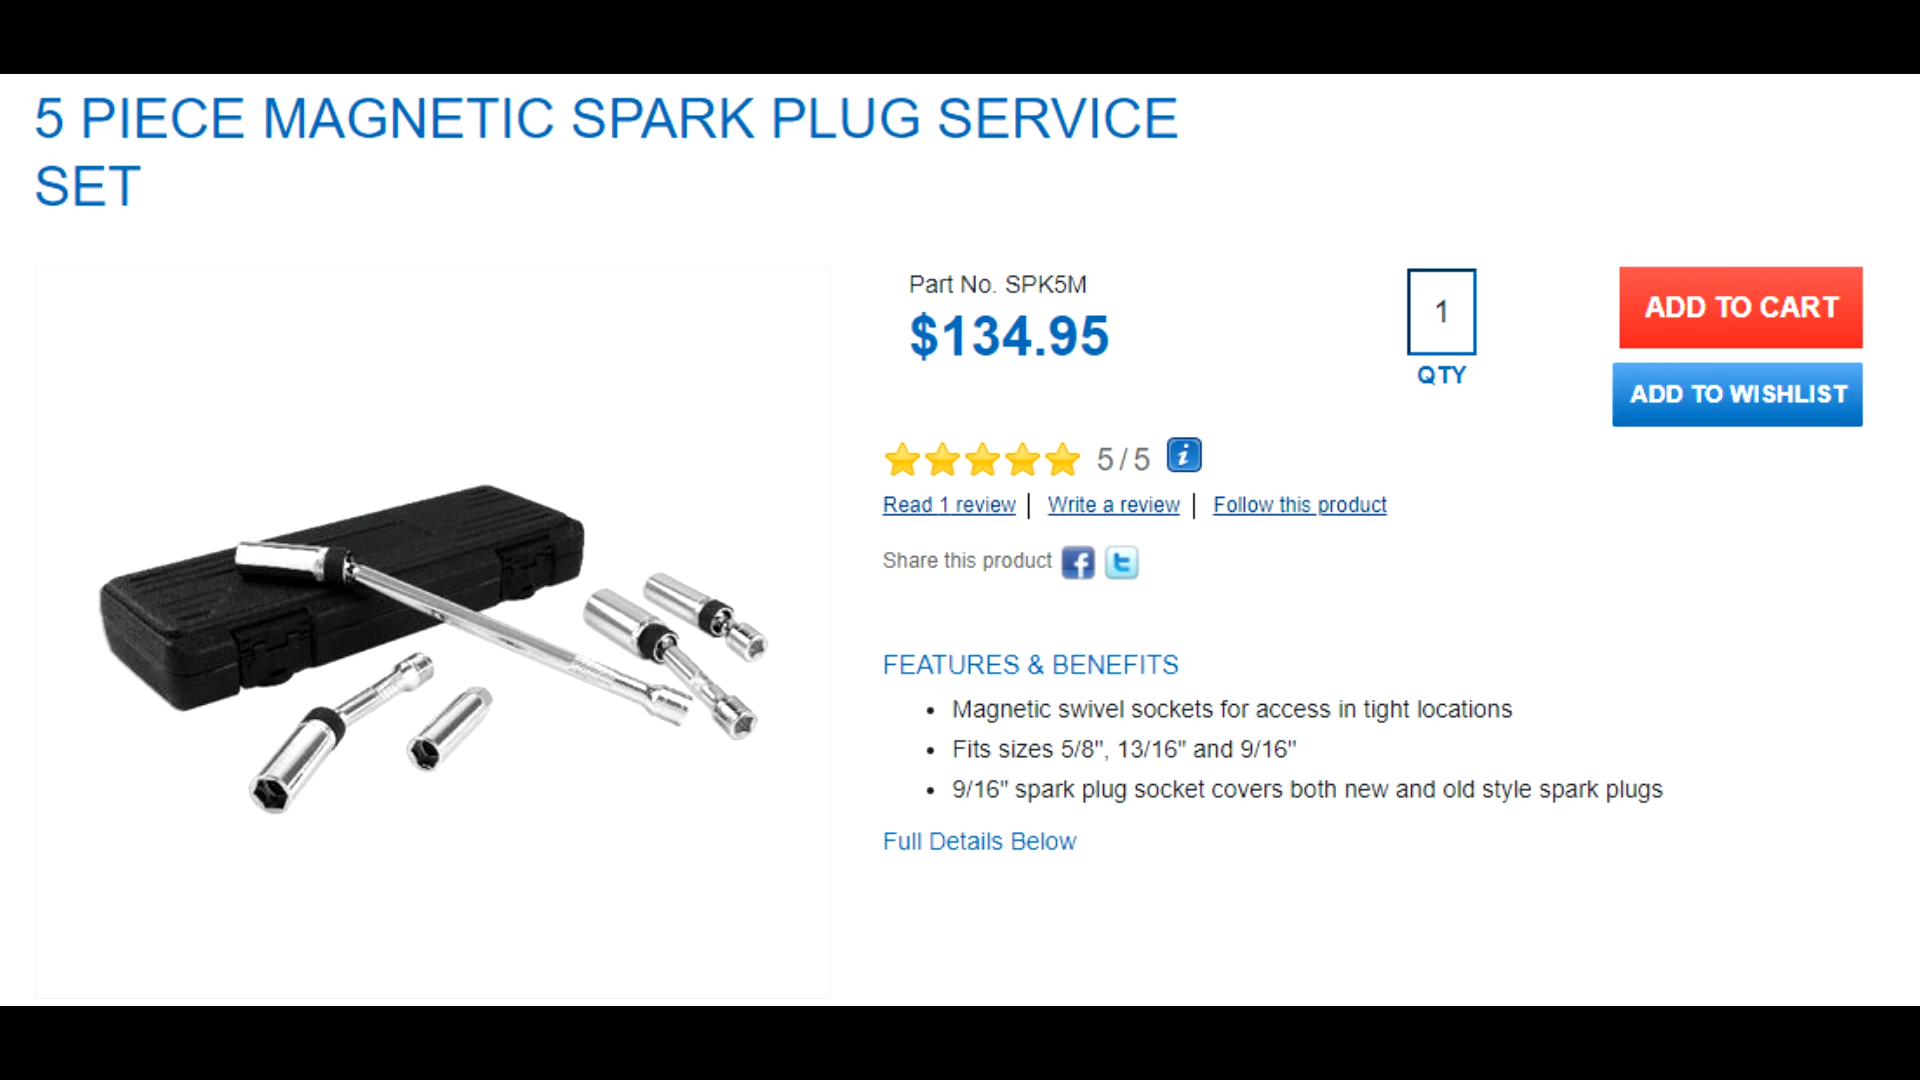 5 PIECE MAGNETIC SPARK PLUG SERVICE
SET
Part No. SPK5M
$134.95
1
QTY
ADD TO CART
ADD TO WISHLIST
5 / 5 i
Read 1 review | Write a review | Follow this product
Share this product f t
FEATURES & BENEFITS
• Magnetic swivel sockets for access in tight locations
• Fits sizes 5/8", 13/16" and 9/16"
• 9/16" spark plug socket covers both new and old style spark plugs
Full Details Below